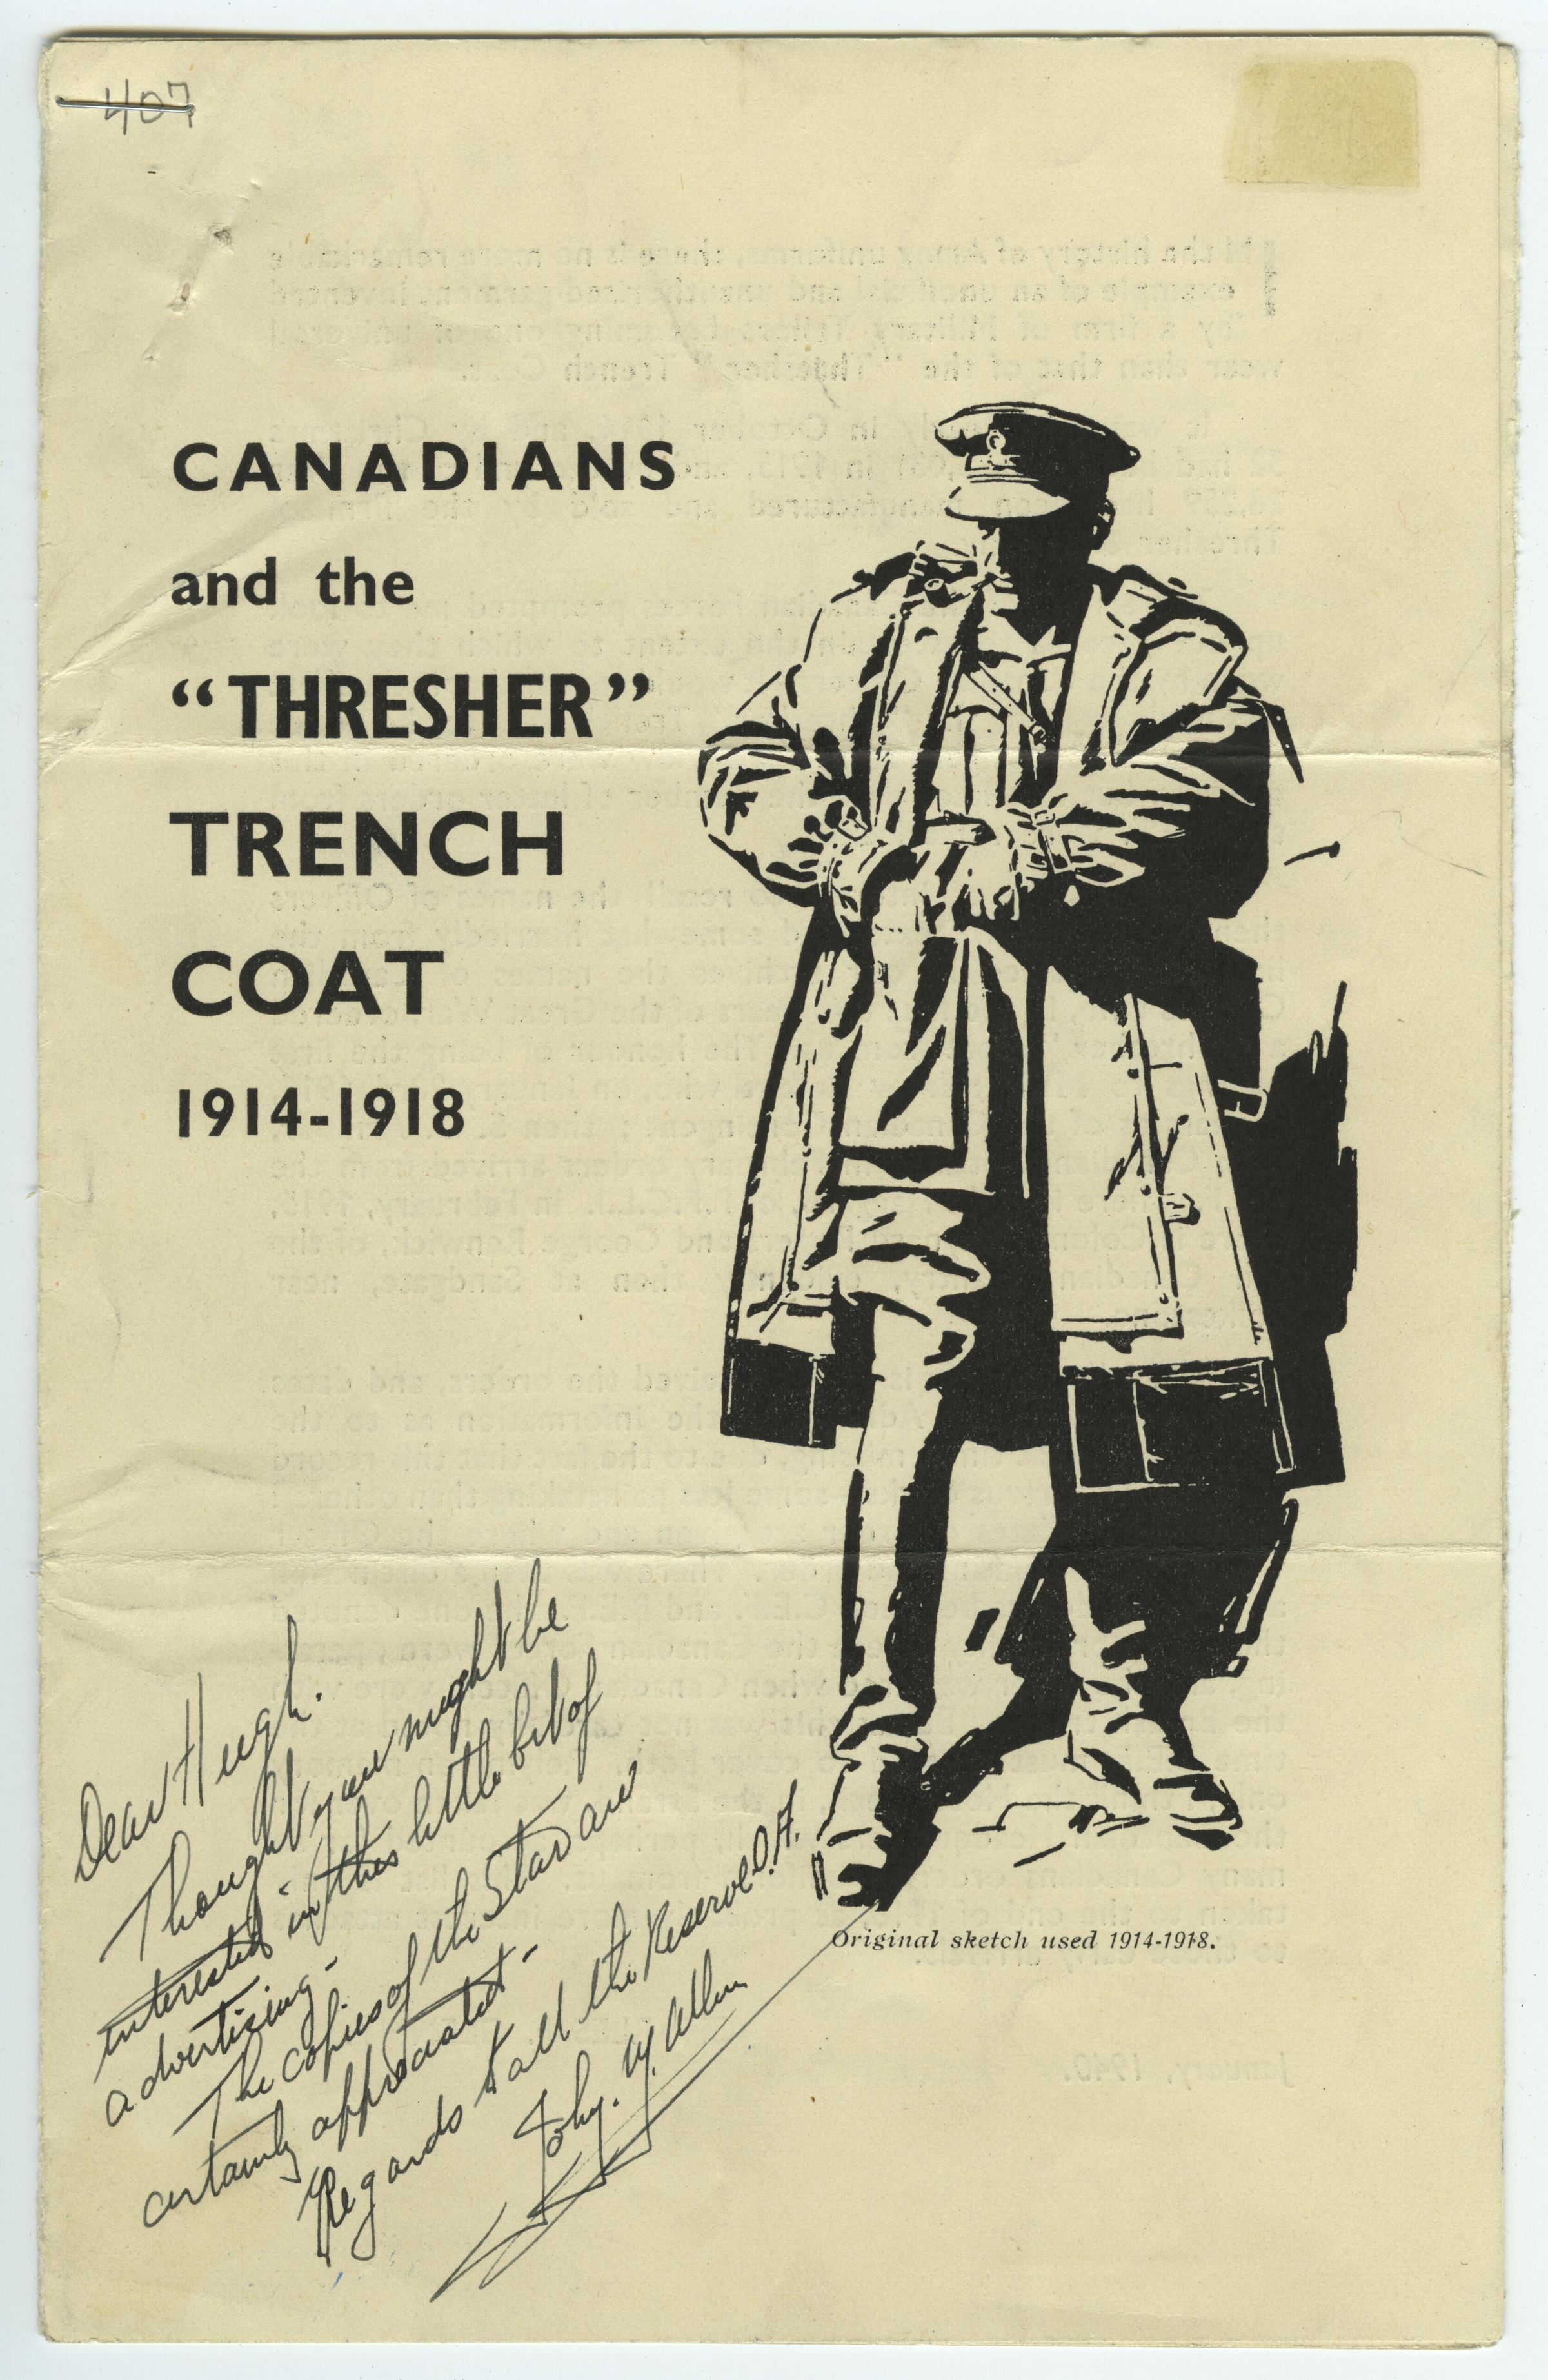 407
CANADIANS
and the
“THRESHER”
TRENCH
COAT
1914-1918
Dear Hugh.
Thought you might be
interested in this little bit of
advertising-
The copies of the Star are
certainly appreciated-
Regards to all the Reserve
John. W. Allen
Original sketch used 1914-1918.